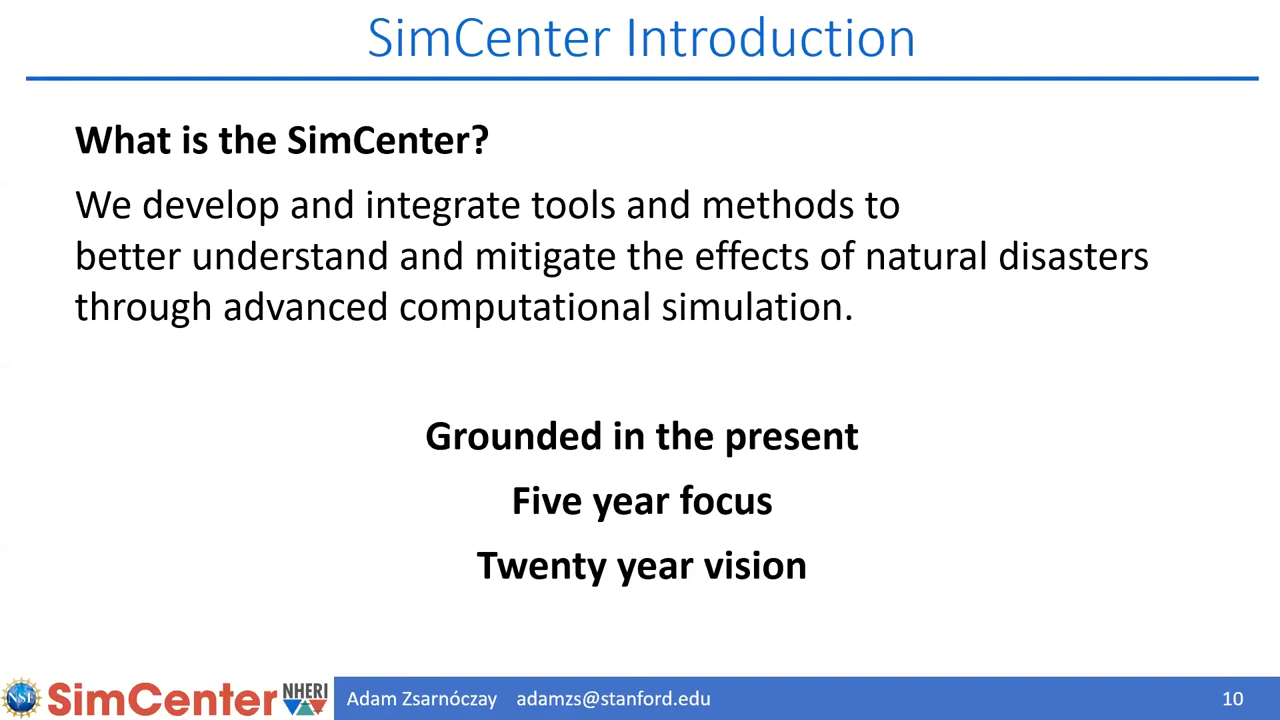 SimCenter Introduction
What is the SimCenter?
We develop and integrate tools and methods to
better understand and mitigate the effects of natural disasters
through advanced computational simulation.
Grounded in the present
Five year focus
Twenty year vision
NSF SimCenter NHERI Adam Zsarnóczay adamzs@stanford.edu 10